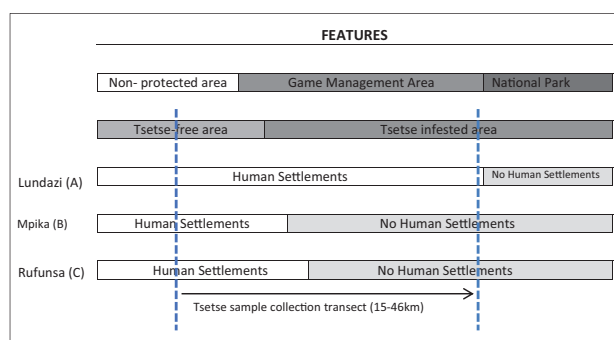 FEATURES
Non- protected area Game Management Area National Park
Tsetse-free area Tsetse infested area
Lundazi (A) Human Settlements No Human Settlements
Mpika (B) Human Settlements No Human Settlements
Rufunsa (C) Human Settlements No Human Settlements
Tsetse sample collection transect (15-46km)